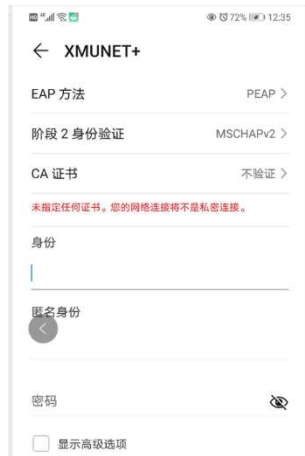 72% 12:35
XMUNET+
EAP 方法 PEAP
阶段 2 身份验证 MSCHAPv2
CA 证书 不验证
未指定任何证书。您的网络连接将不是私密连接。
身份
匿名身份
密码
显示高级选项